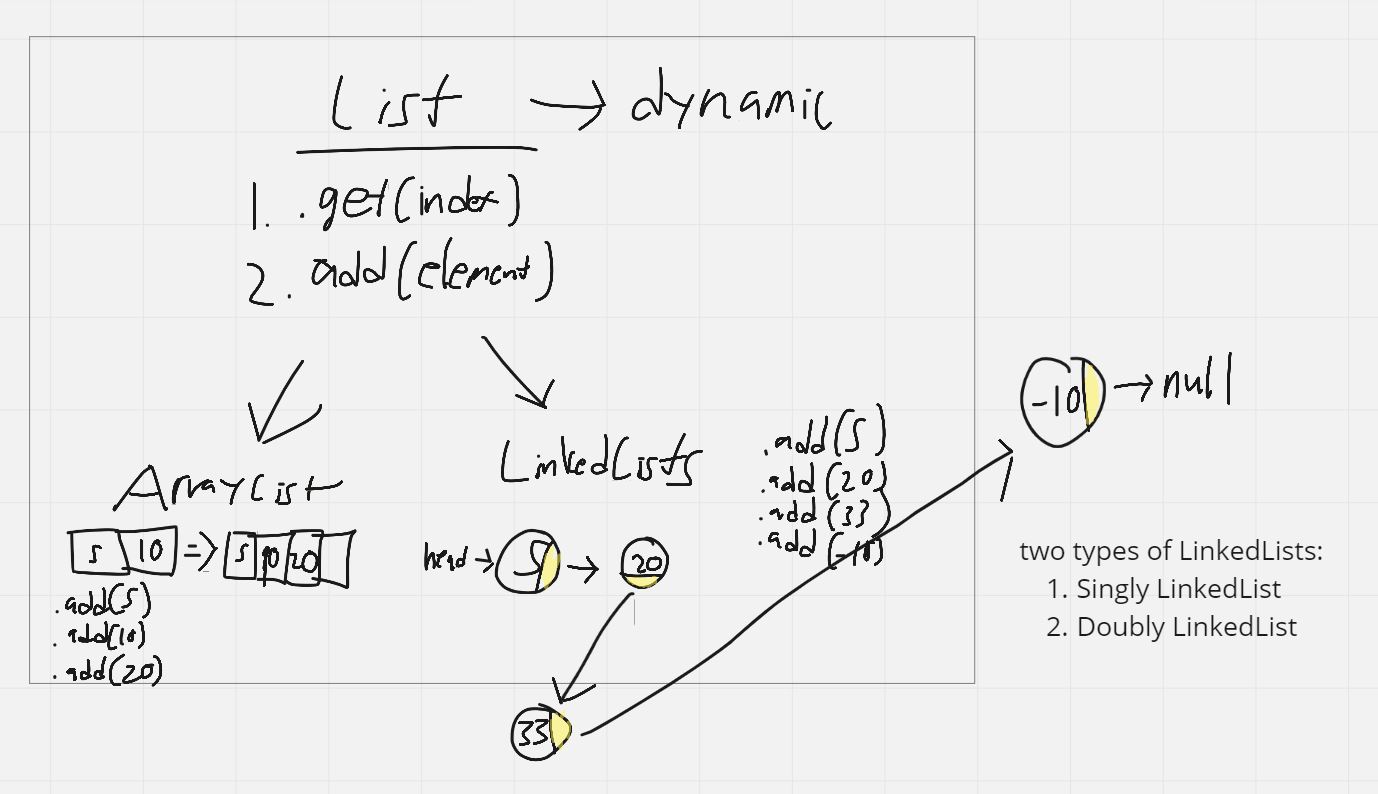 List → dynamic
1. .get(index)
2. add(element)
ArrayList
5 10 => 5 10 20
.add(5)
.add(10)
.add(20)
LinkedLists
.add(5)
.add(20)
.add(33)
.add(-10)
head → 5 → 20
33
-10 → null
two types of LinkedLists:
1. Singly LinkedList
2. Doubly LinkedList